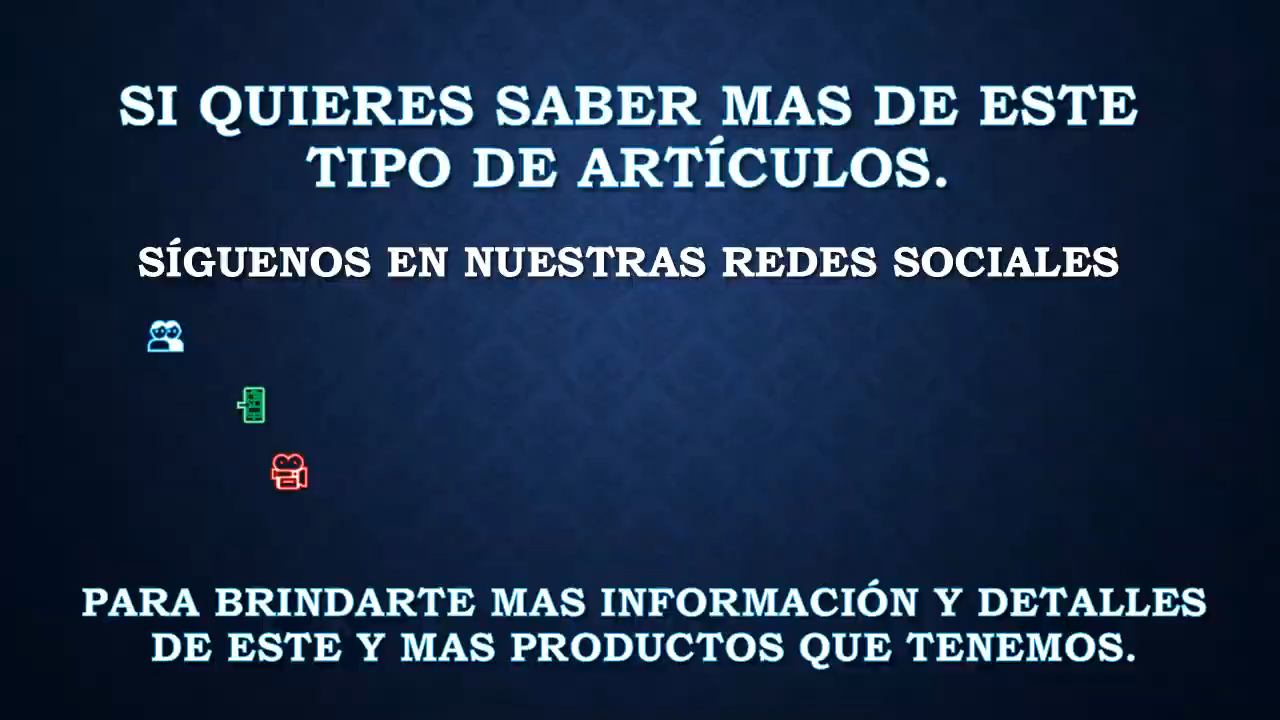 SI QUIERES SABER MAS DE ESTE
TIPO DE ARTÍCULOS.
SÍGUENOS EN NUESTRAS REDES SOCIALES
PARA BRINDARTE MAS INFORMACIÓN Y DETALLES
DE ESTE Y MAS PRODUCTOS QUE TENEMOS.